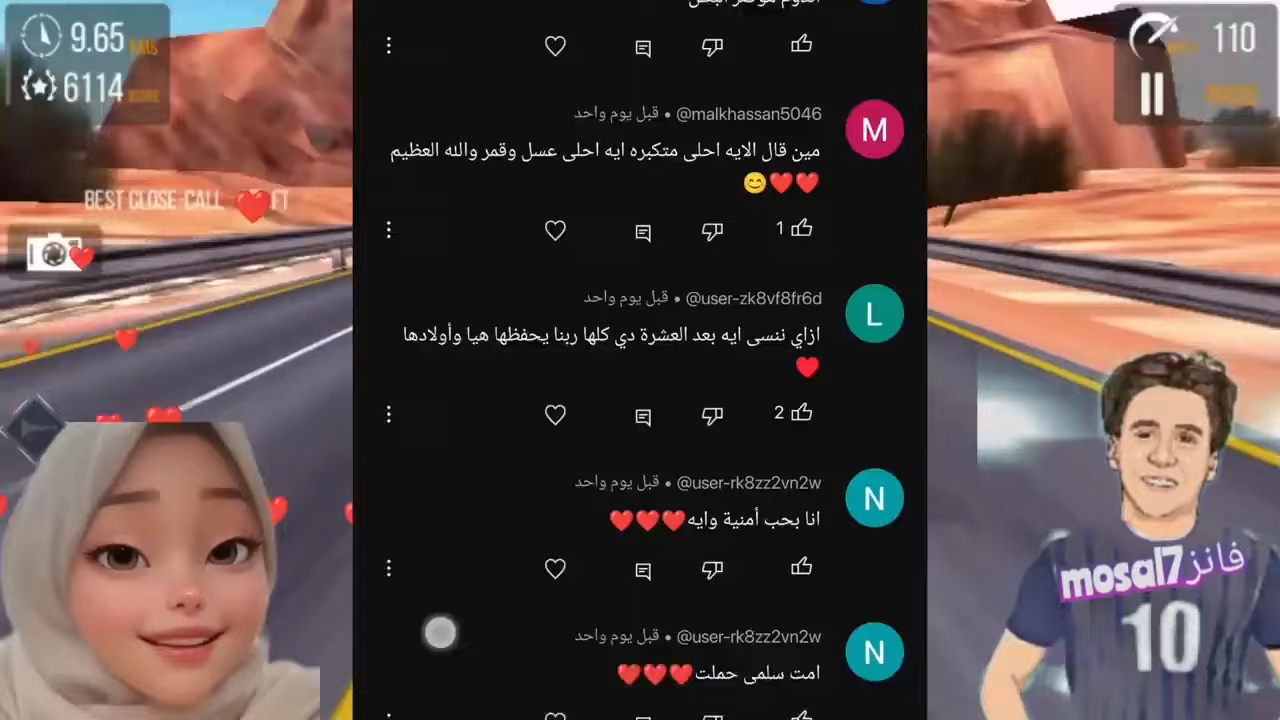 9.65
6114
BEST CLOSE-CALL
FT
110
@malkhassan5046 • قبل يوم واحد
M
مين قال الايه احلى متكبره ايه احلى عسل وقمر والله العظيم
❤️❤️😊
1
@user-zk8vf8fr6d • قبل يوم واحد
L
ازاي ننسى ايه بعد العشرة دي كلها ربنا يحفظها هيا وأولادها
❤️
2
@user-rk8zz2vn2w • قبل يوم واحد
N
انا بحب أمنية وايه❤️❤️❤️
@user-rk8zz2vn2w • قبل يوم واحد
N
امت سلمى حملت❤️❤️❤️
فانز mosal7
10